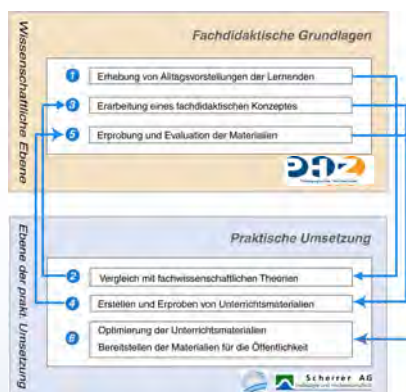 Wissenschaftliche Ebene
Fachdidaktische Grundlagen
1 Erhebung von Alltagsvorstellungen der Lernenden
3 Erarbeitung eines fachdidaktischen Konzeptes
5 Erprobung und Evaluation der Materialien
PHZ
Ebene der prakt. Umsetzung
Praktische Umsetzung
2 Vergleich mit fachwissenschaftlichen Theorien
4 Erstellen und Erproben von Unterrichtsmaterialien
6 Optimierung der Unterrichtsmaterialien
Bereitstellen der Materialien für die Öffentlichkeit
Scherrer AG